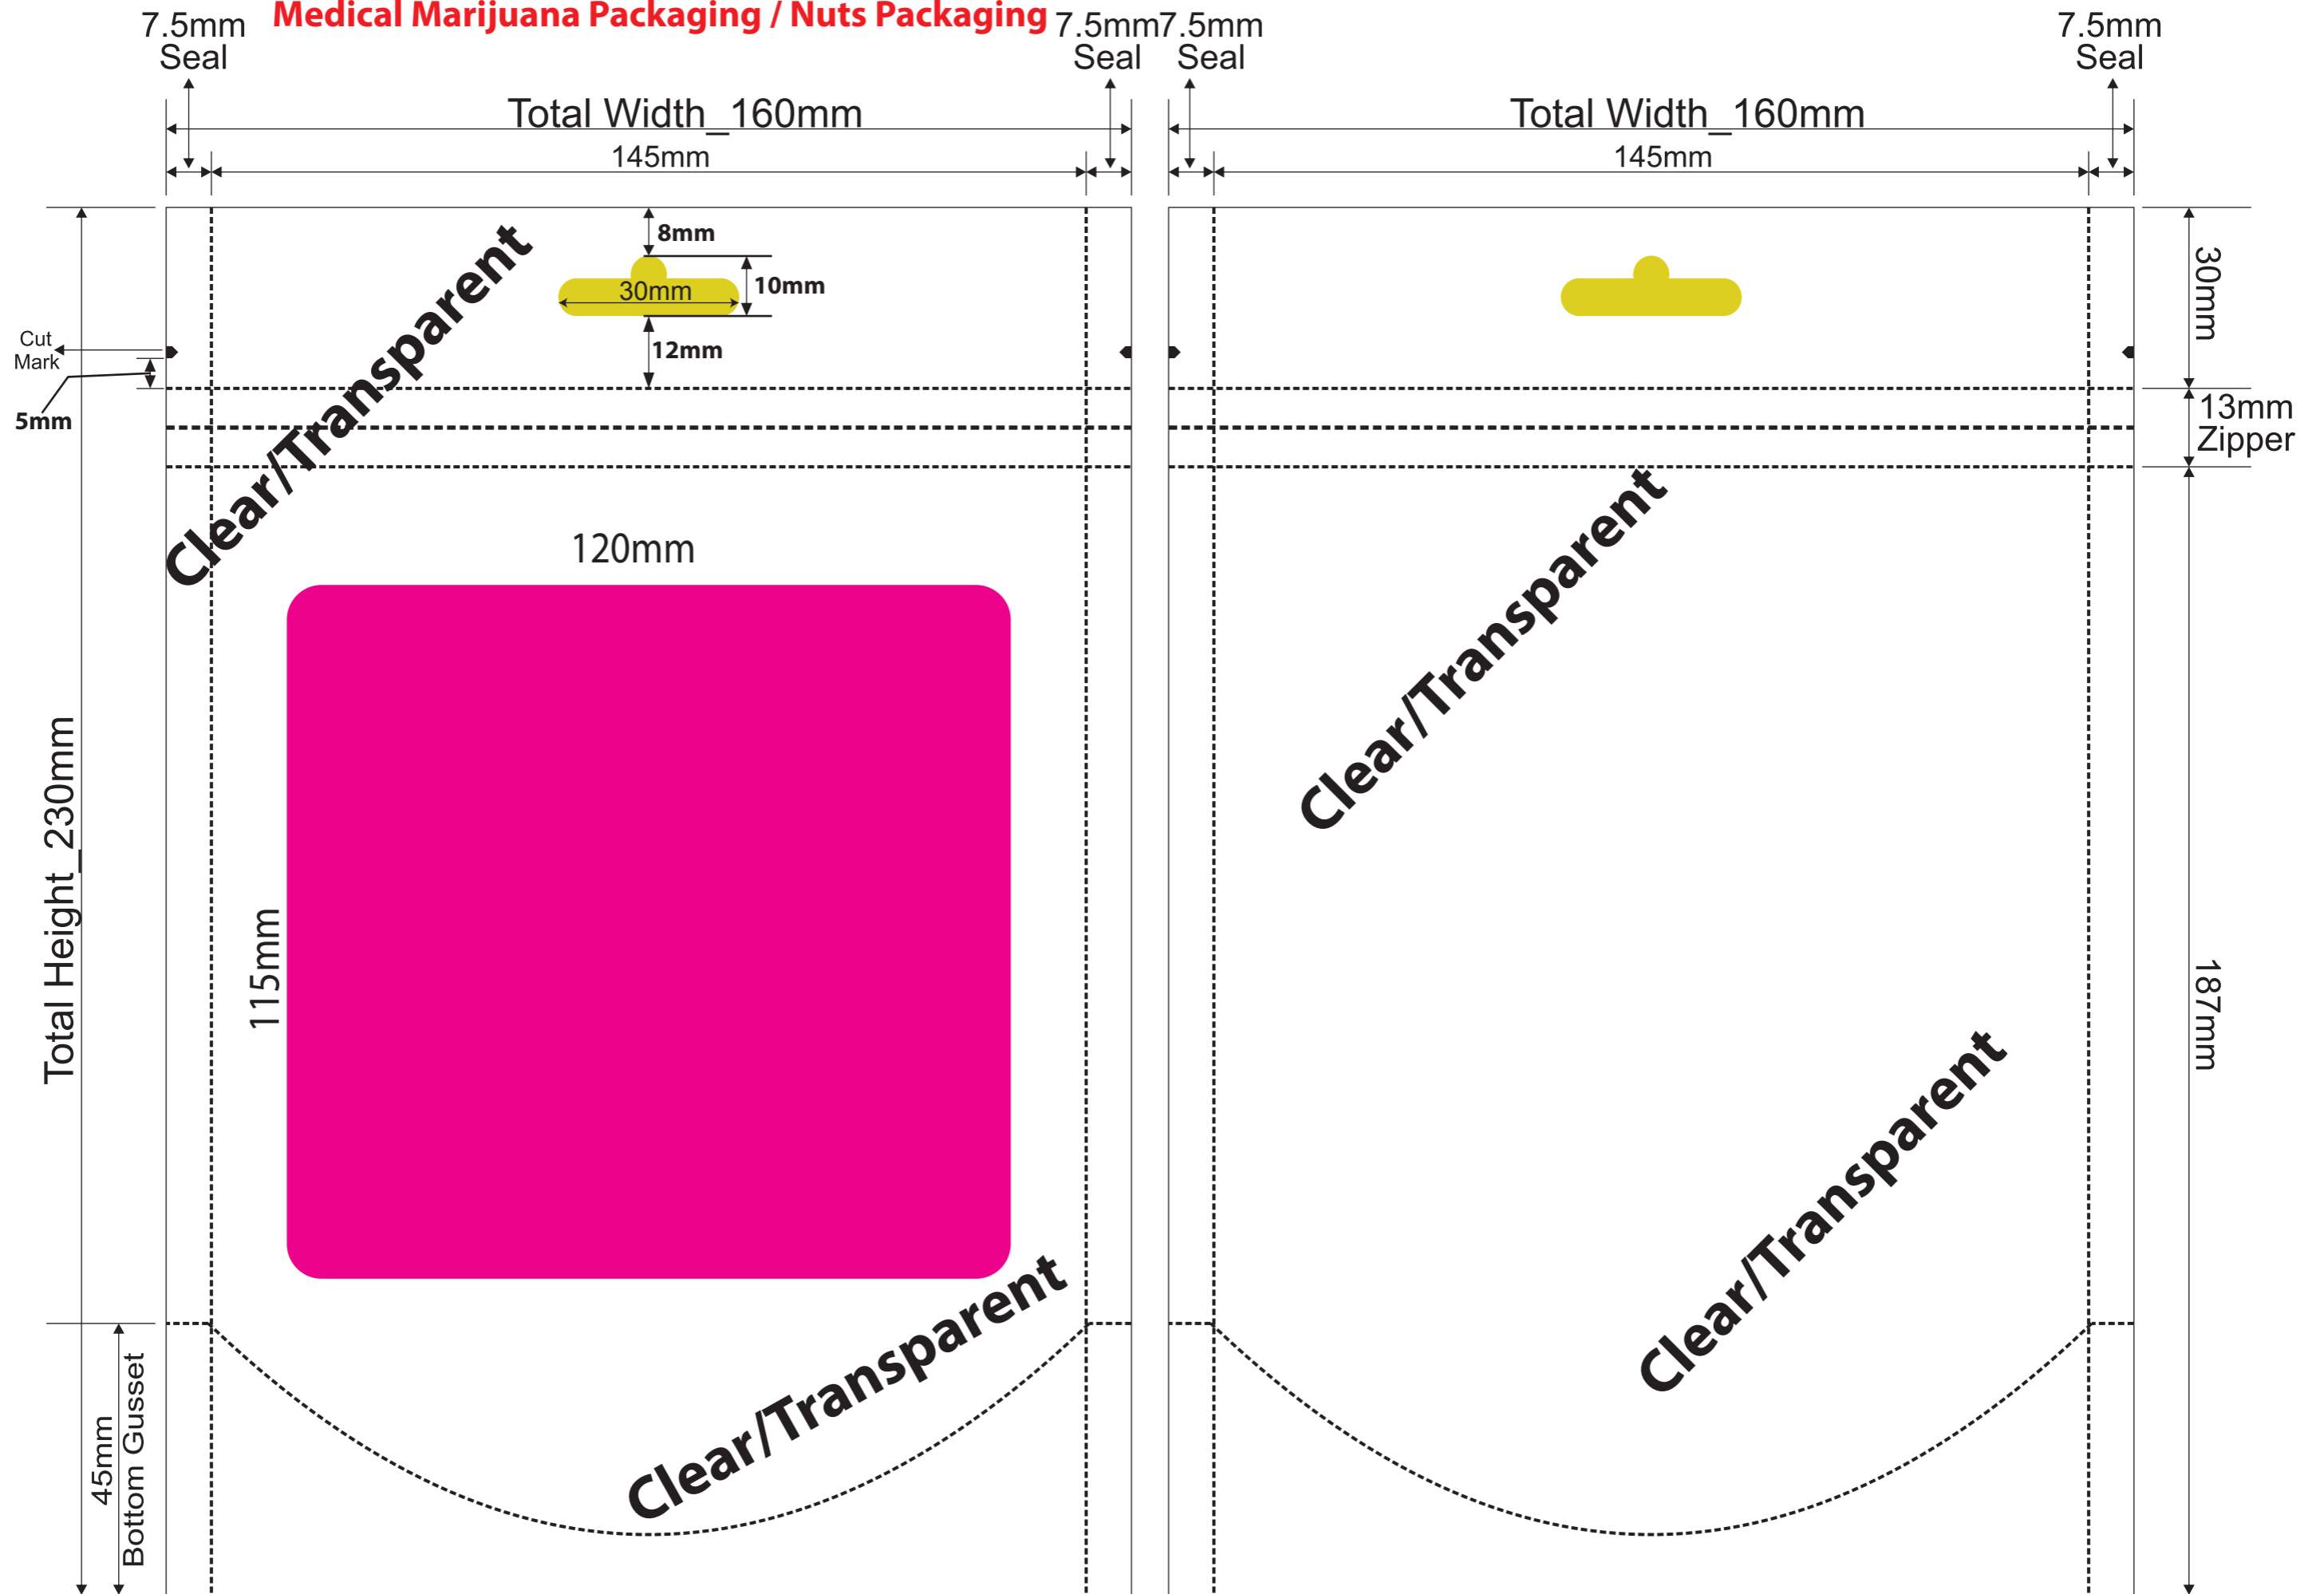 Medical Marijuana Packaging / Nuts Packaging
7.5mm
Seal
7.5mm
Seal
7.5mm
Seal
7.5mm
Seal
Total Width_160mm
Total Width_160mm
145mm
145mm
8mm
30mm
10mm
12mm
Cut
Mark
5mm
Clear/Transparent
30mm
13mm
Zipper
120mm
115mm
Clear/Transparent
Total Height_230mm
187mm
Clear/Transparent
Clear/Transparent
45mm
Bottom Gusset